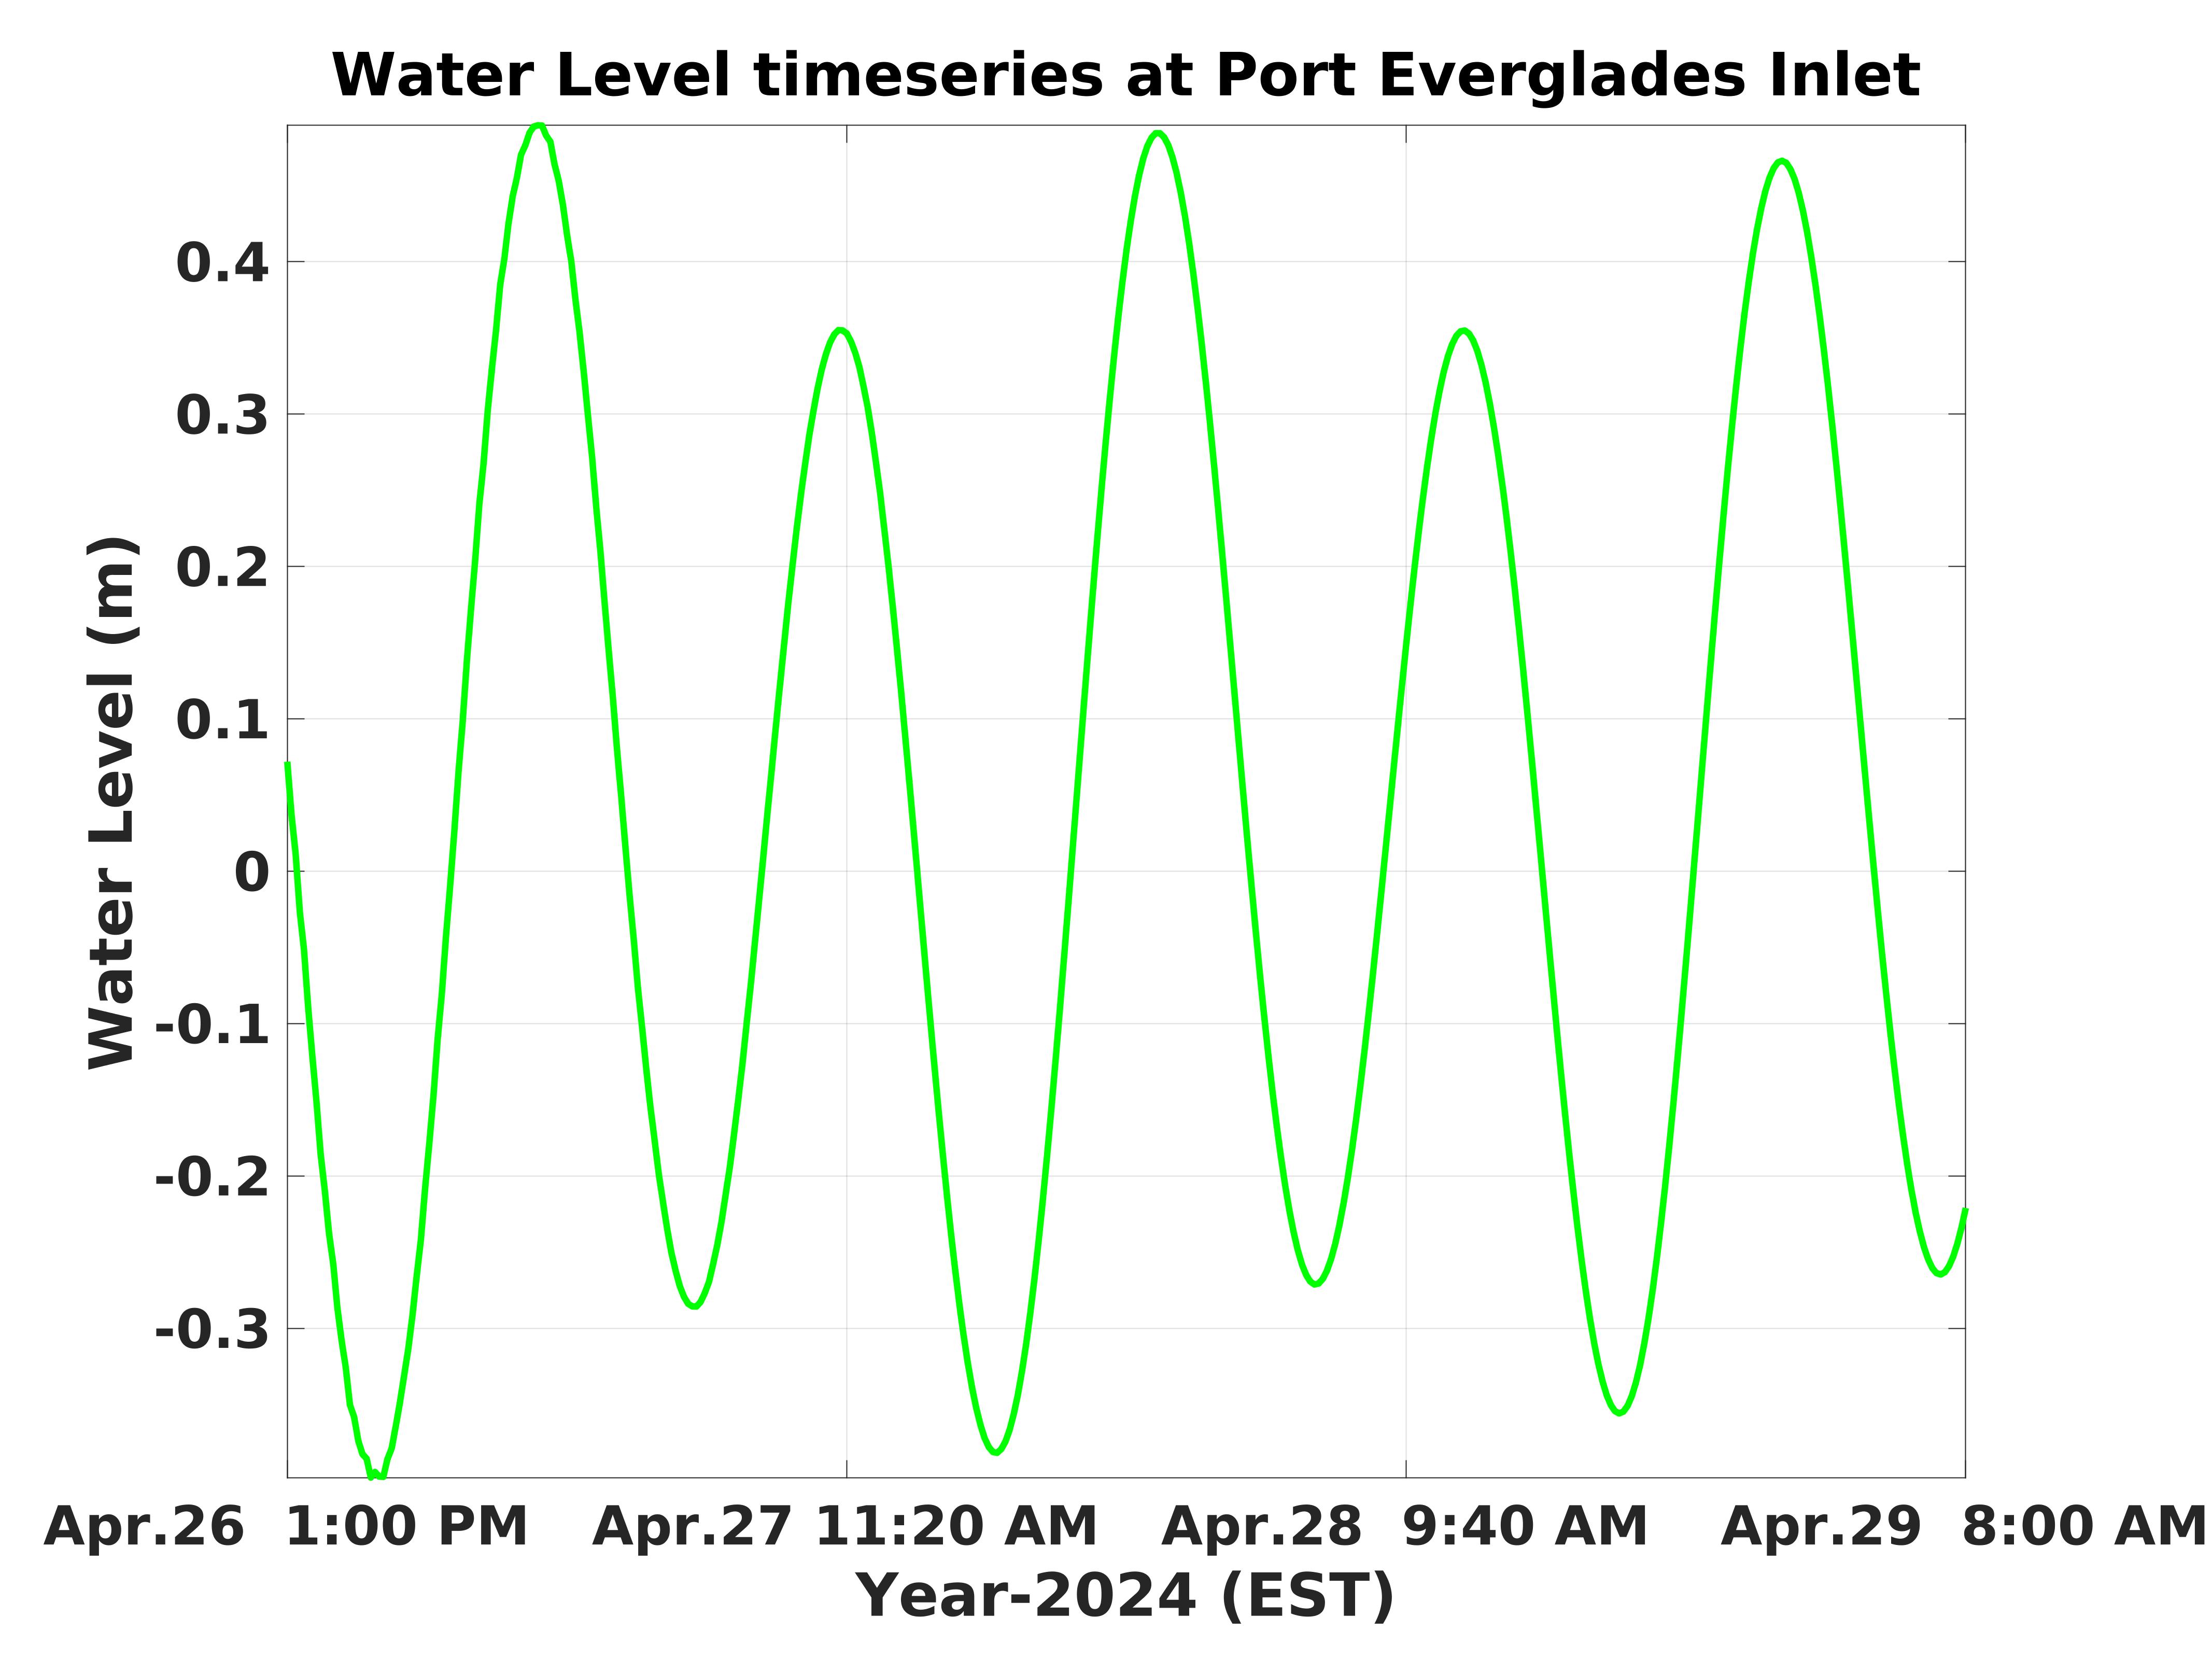 Water Level timeseries at Port Everglades Inlet
Water Level (m)
0.4
0.3
0.2
0.1
0
-0.1
-0.2
-0.3
Apr.26 1:00 PM
Apr.27 11:20 AM
Apr.28 9:40 AM
Apr.29 8:00 AM
Year-2024 (EST)